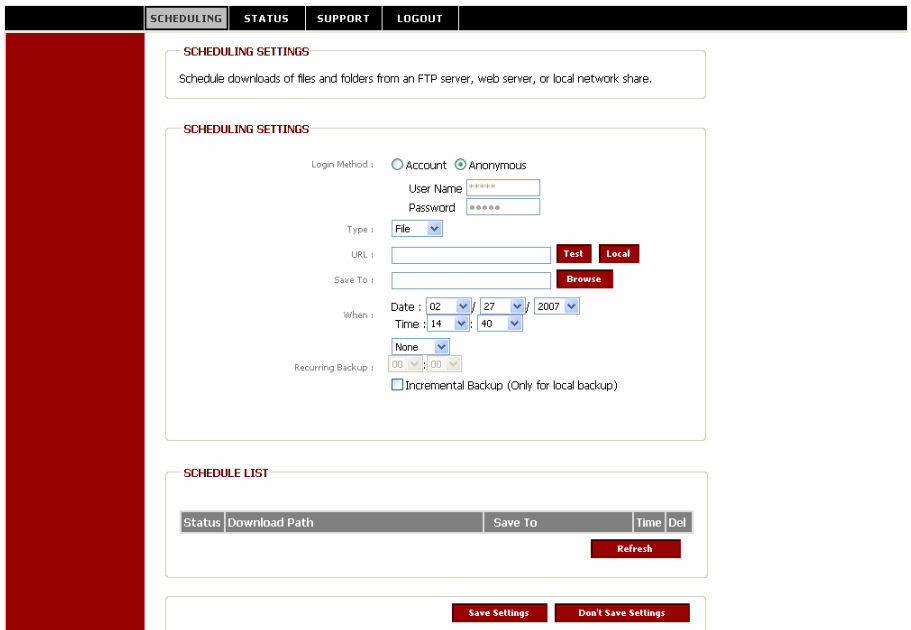 SCHEDULING STATUS SUPPORT LOGOUT
SCHEDULING SETTINGS
Schedule downloads of files and folders from an FTP server, web server, or local network share.
SCHEDULING SETTINGS
Login Method : Account Anonymous
User Name *****
Password •••••
Type : File
URL : Test Local
Save To : Browse
When : Date : 02 / 27 / 2007
Time : 14 : 40
None
Recurring Backup : 00 : 00
Incremental Backup (Only for local backup)
SCHEDULE LIST
Status Download Path Save To Time Del
Refresh
Save Settings Don't Save Settings